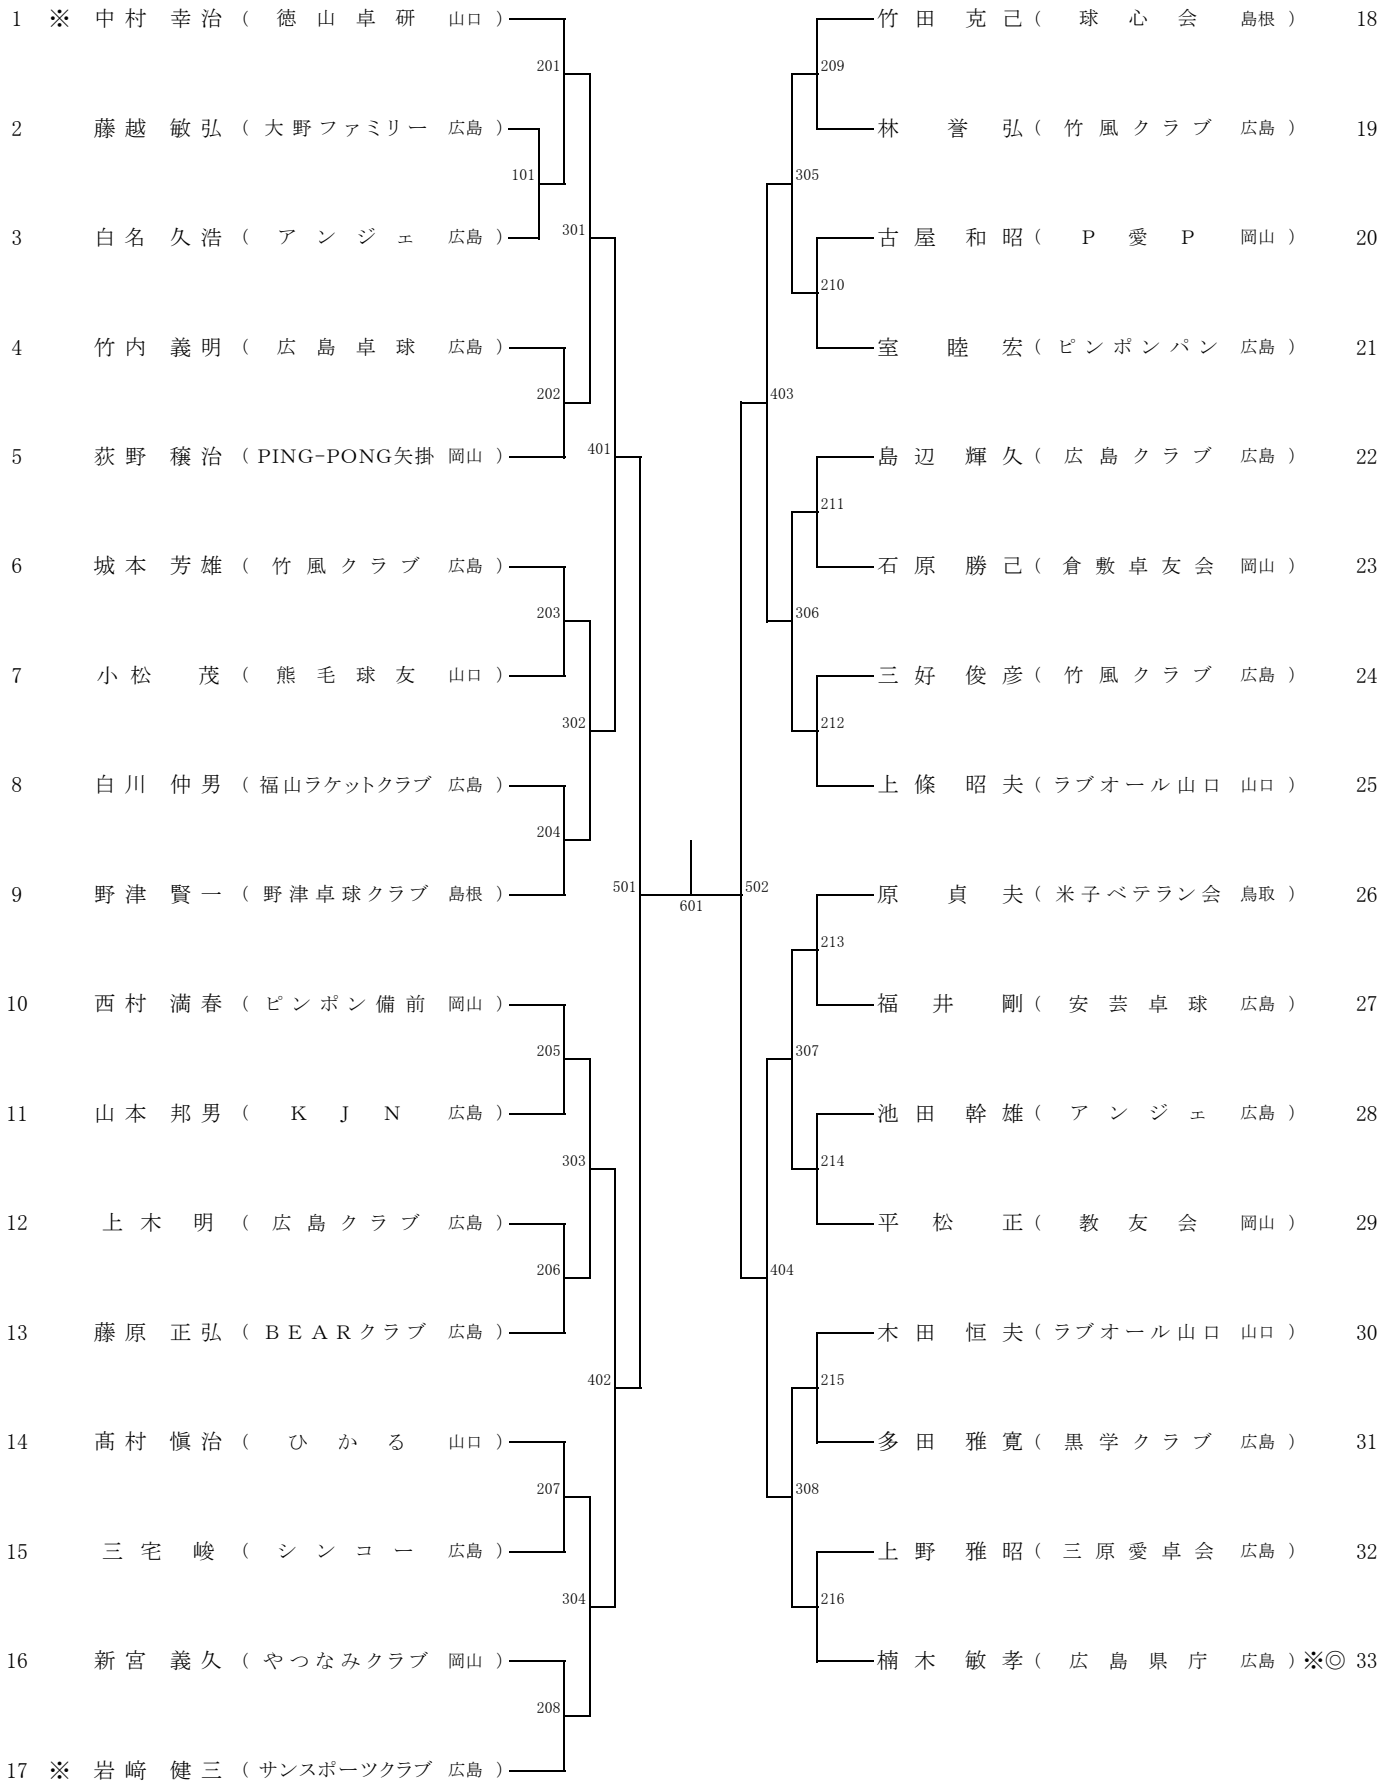 1 ※ 中村 幸治 ( 徳山卓研 山口 )
201
2 藤越 敏弘 ( 大野ファミリー 広島 )
101
3 白名 久浩 ( アンジェ 広島 )
301
4 竹内 義明 ( 広島卓球 広島 )
202
5 荻野 穣治 ( PING-PONG矢掛 岡山 )
401
6 城本 芳雄 ( 竹風クラブ 広島 )
203
7 小松 茂 ( 熊毛球友 山口 )
302
8 白川 仲男 ( 福山ラケットクラブ 広島 )
204
9 野津 賢一 ( 野津卓球クラブ 島根 )
501
601
10 西村 満春 ( ピンポン備前 岡山 )
205
11 山本 邦男 ( KJN 広島 )
303
12 上木 明 ( 広島クラブ 広島 )
206
13 藤原 正弘 ( BEARクラブ 広島 )
402
14 髙村 愼治 ( ひかる 山口 )
207
15 三宅 峻 ( シンコー 広島 )
304
16 新宮 義久 ( やつなみクラブ 岡山 )
208
17 ※ 岩﨑 健三 ( サンスポーツクラブ 広島 )
竹田 克己 ( 球心会 島根 ) 18
209
林 誉弘 ( 竹風クラブ 広島 ) 19
305
古屋 和昭 ( P愛P 岡山 ) 20
210
室 睦宏 ( ピンポンパン 広島 ) 21
403
島辺 輝久 ( 広島クラブ 広島 ) 22
211
石原 勝己 ( 倉敷卓友会 岡山 ) 23
306
三好 俊彦 ( 竹風クラブ 広島 ) 24
212
上條 昭夫 ( ラブオール山口 山口 ) 25
502
原 貞夫 ( 米子ベテラン会 鳥取 ) 26
213
福井 剛 ( 安芸卓球 広島 ) 27
307
池田 幹雄 ( アンジェ 広島 ) 28
214
平松 正 ( 教友会 岡山 ) 29
404
木田 恒夫 ( ラブオール山口 山口 ) 30
215
多田 雅寛 ( 黒学クラブ 広島 ) 31
308
上野 雅昭 ( 三原愛卓会 広島 ) 32
216
楠木 敏孝 ( 広島県庁 広島 ) ※◎ 33